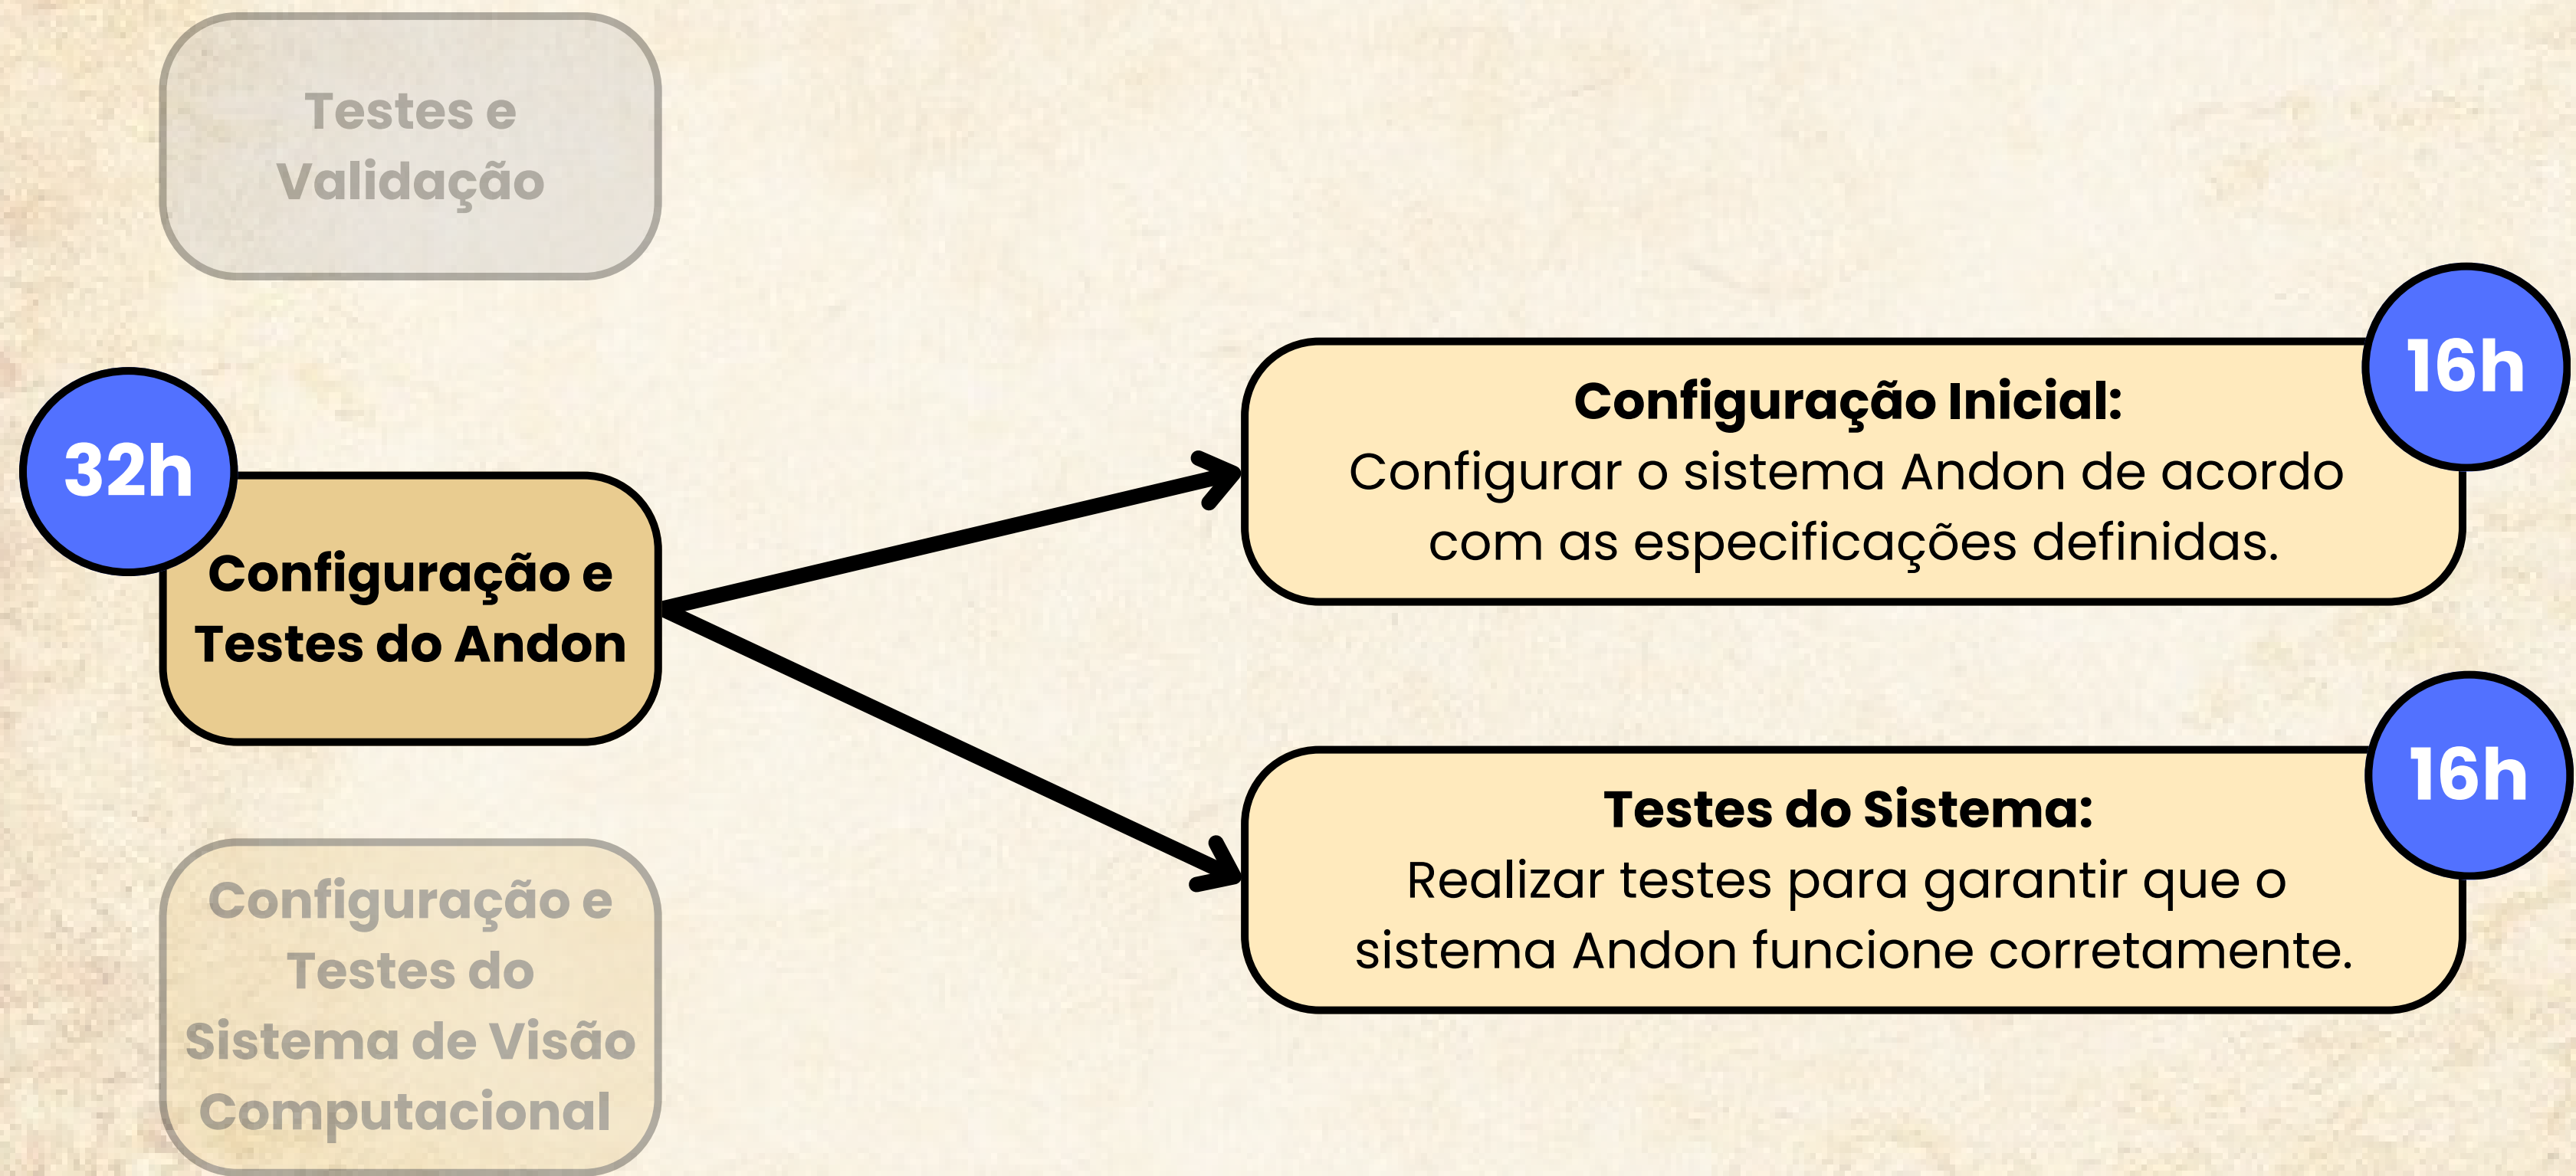 Testes e
Validação
32h
Configuração e
Testes do Andon
Configuração e
Testes do
Sistema de Visão
Computacional
16h
Configuração Inicial:
Configurar o sistema Andon de acordo
com as especificações definidas.
16h
Testes do Sistema:
Realizar testes para garantir que o
sistema Andon funcione corretamente.